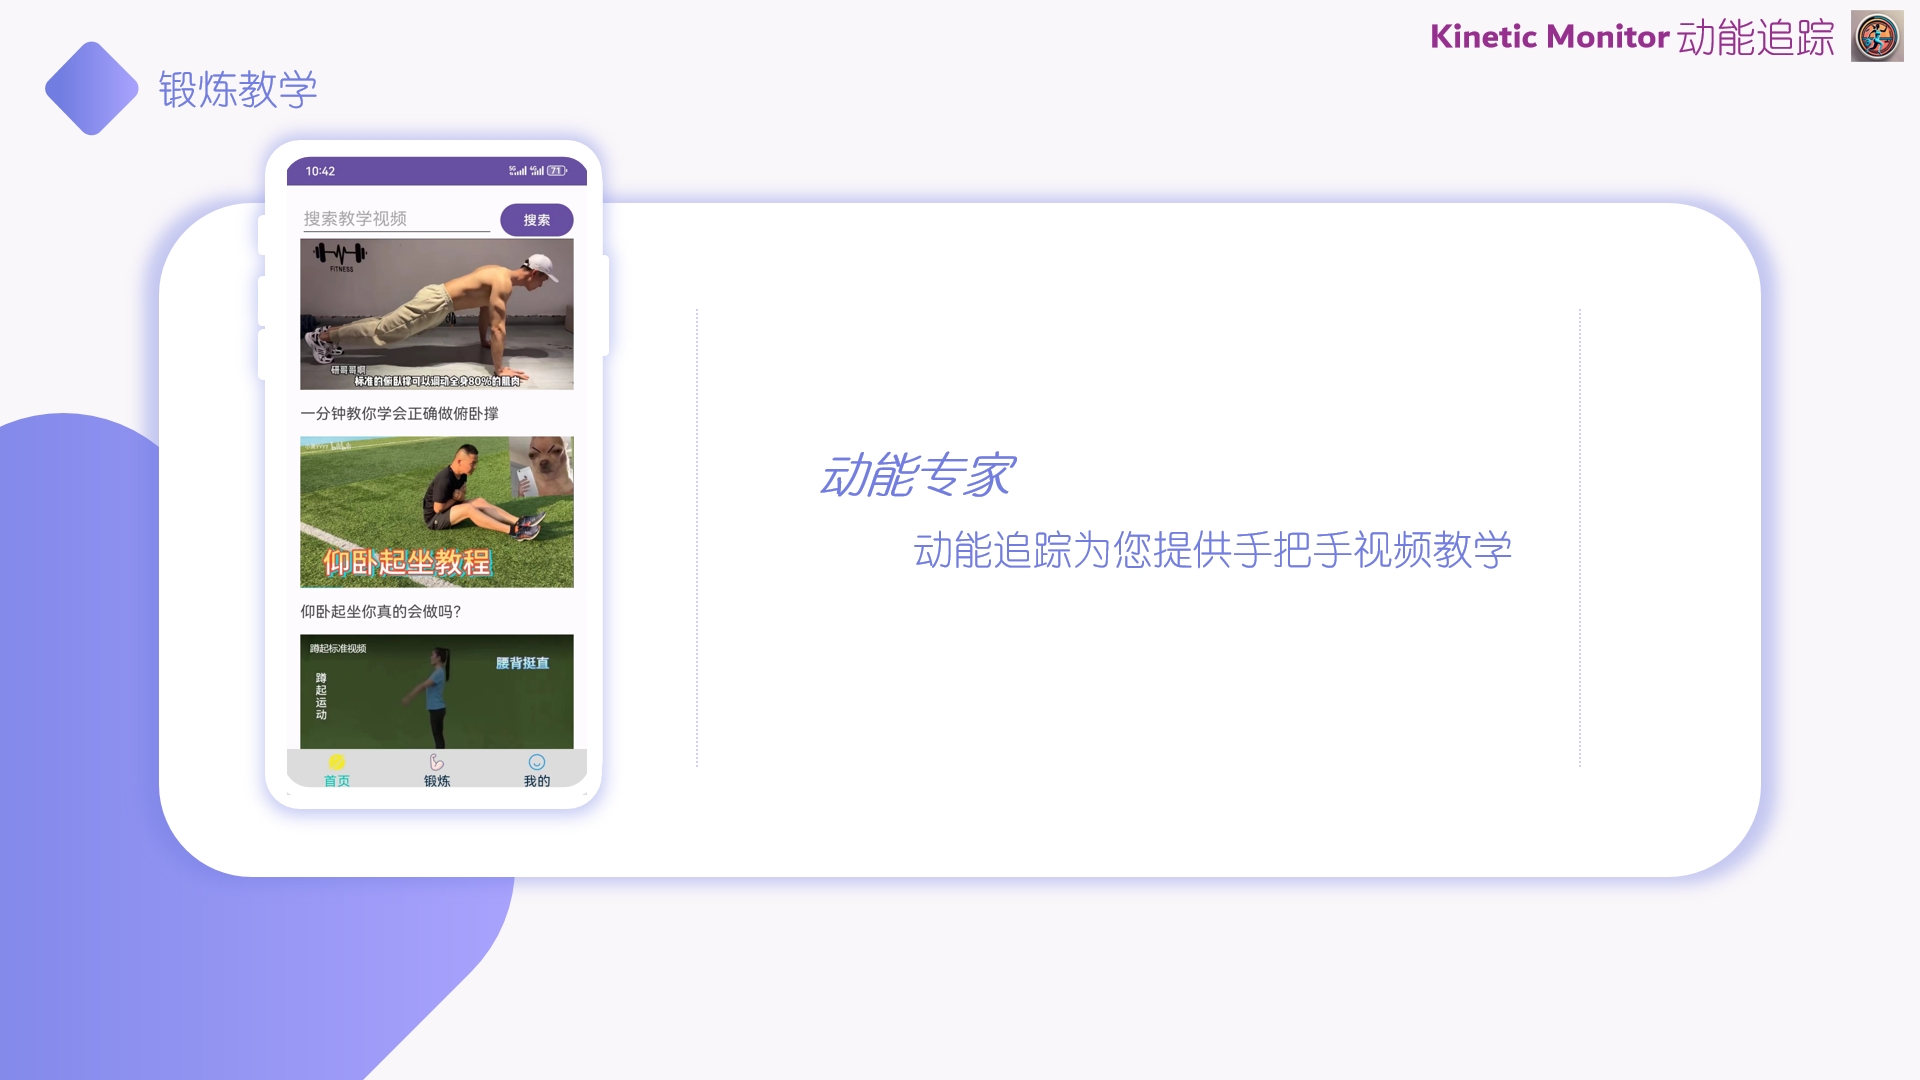 Kinetic Monitor 动能追踪
锻炼教学
10:42
5G 4G 71
搜索教学视频
搜索
FITNESS
研哥哥啊
标准的俯卧撑可以调动全身80%的肌肉
一分钟教你学会正确做俯卧撑
仰卧起坐教程
仰卧起坐你真的会做吗?
蹲起标准视频
腰背挺直
蹲起运动
首页 锻炼 我的
动能专家
动能追踪为您提供手把手视频教学